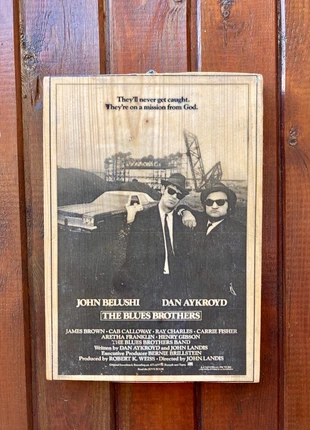 They'll never get caught.
They're on a mission from God.
JOHN BELUSHI DAN AYKROYD
THE BLUES BROTHERS
JAMES BROWN · CAB CALLOWAY · RAY CHARLES · CARRIE FISHER
ARETHA FRANKLIN · HENRY GIBSON
THE BLUES BROTHERS BAND
Written by DAN AYKROYD and JOHN LANDIS
Executive Producer BERNIE BRILLSTEIN
Produced by ROBERT K. WEISS · Directed by JOHN LANDIS